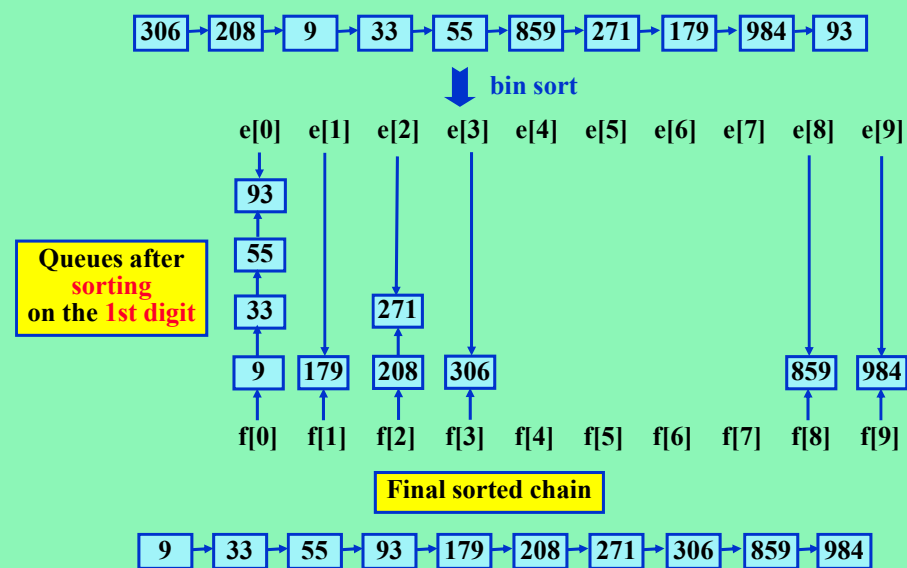 306 208 9 33 55 859 271 179 984 93
bin sort
e[0] e[1] e[2] e[3] e[4] e[5] e[6] e[7] e[8] e[9]
93
55
Queues after
sorting
on the 1st digit
33 271
9 179 208 306 859 984
f[0] f[1] f[2] f[3] f[4] f[5] f[6] f[7] f[8] f[9]
Final sorted chain
9 33 55 93 179 208 271 306 859 984